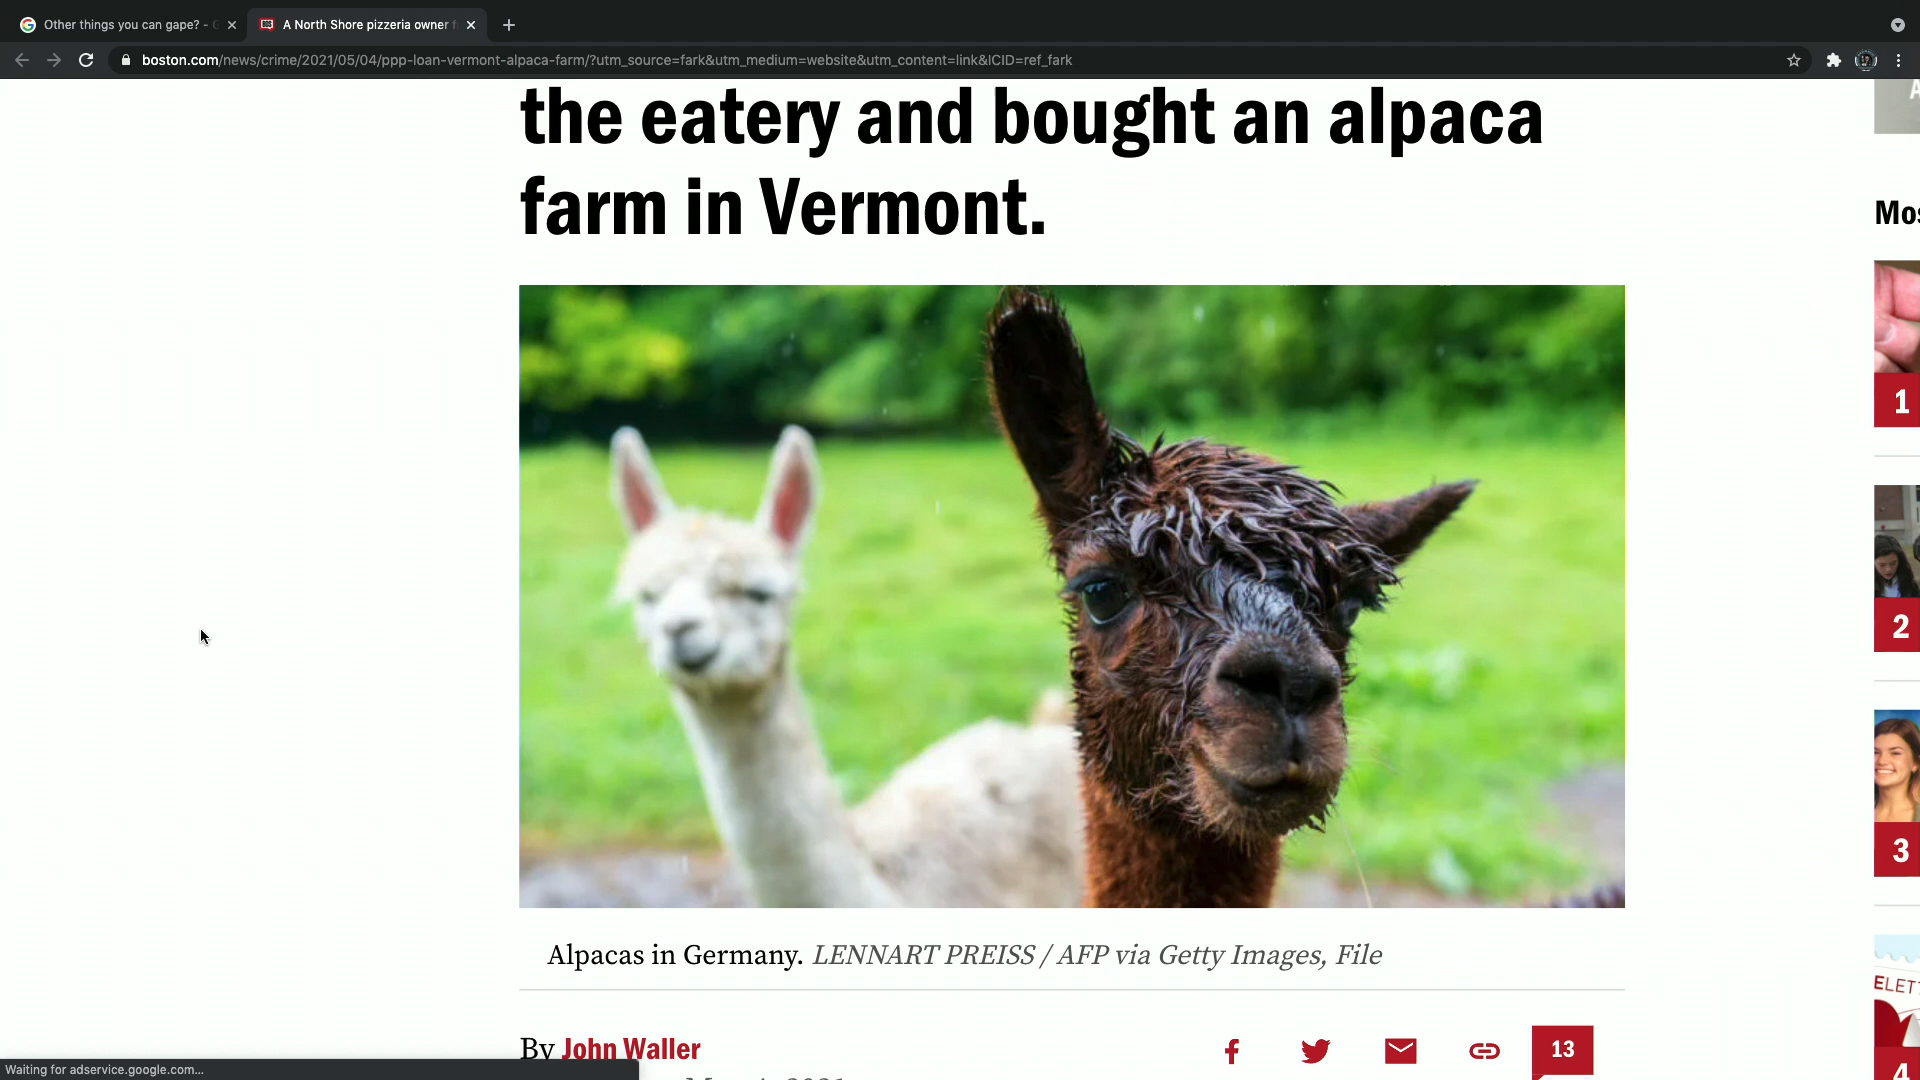 Other things you can gape? -
A North Shore pizzeria owner
boston.com/news/crime/2021/05/04/ppp-loan-vermont-alpaca-farm/?utm_source=fark&utm_medium=website&utm_content=link&ICID=ref_fark
the eatery and bought an alpaca
farm in Vermont.
Mos
1
2
3
ELET
4
Alpacas in Germany. LENNART PREISS / AFP via Getty Images, File
By John Waller
13
Waiting for adservice.google.com...